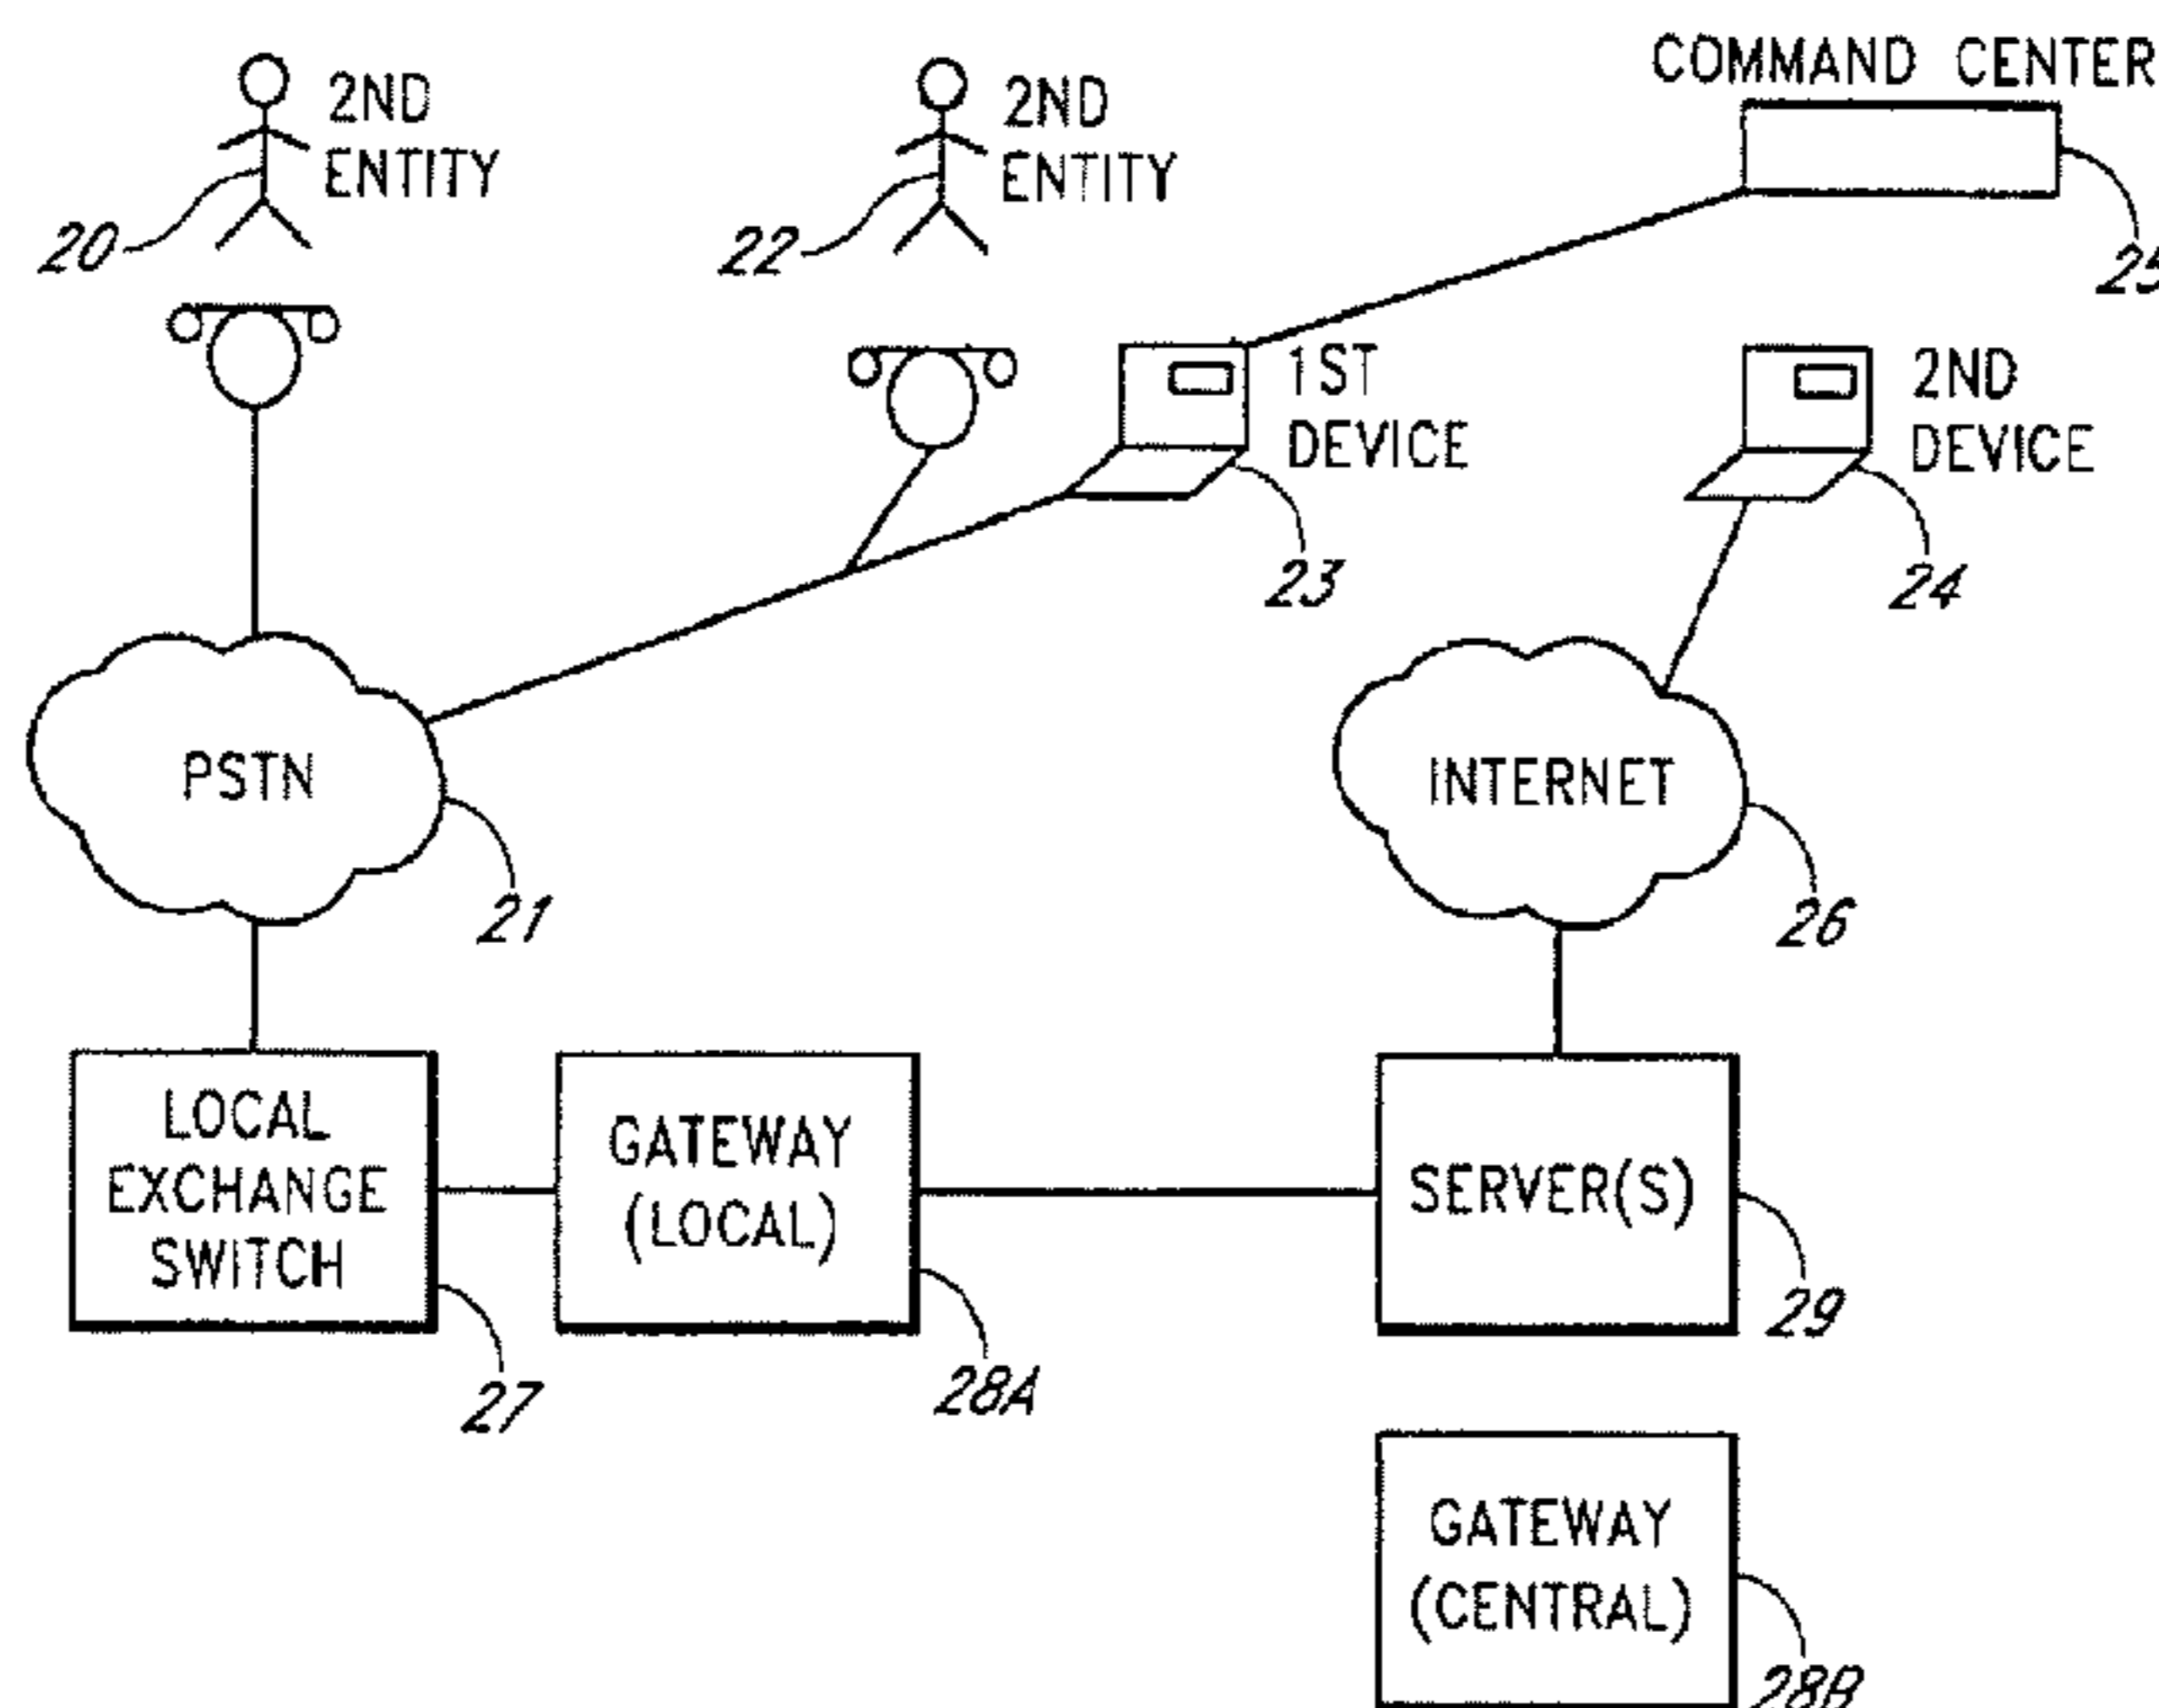 COMMAND CENTER
2ND
ENTITY
20
2ND
ENTITY
22
25
1ST
DEVICE
23
2ND
DEVICE
24
PSTN
21
INTERNET
26
LOCAL
EXCHANGE
SWITCH
27
GATEWAY
(LOCAL)
28A
SERVER(S)
29
GATEWAY
(CENTRAL)
28B